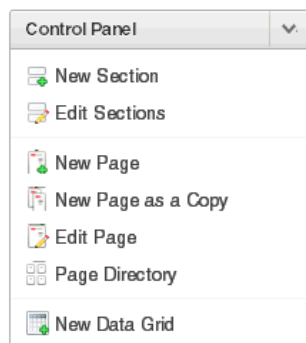 Control Panel
New Section
Edit Sections
New Page
New Page as a Copy
Edit Page
Page Directory
New Data Grid